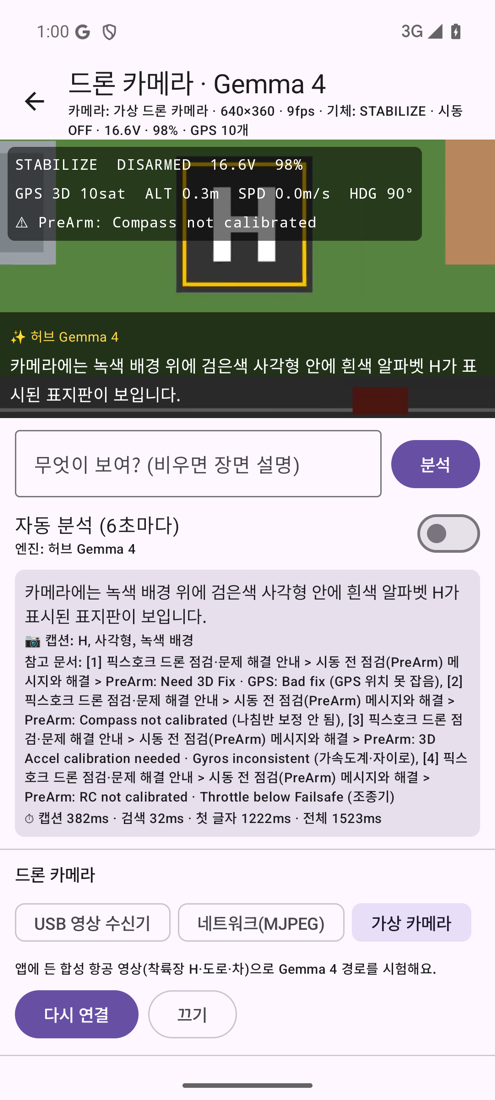 1:00
3G
드론 카메라 · Gemma 4
카메라: 가상 드론 카메라 · 640×360 · 9fps · 기체: STABILIZE · 시동
OFF · 16.6V · 98% · GPS 10개
STABILIZE DISARMED 16.6V 98%
GPS 3D 10sat ALT 0.3m SPD 0.0m/s HDG 90°
⚠ PreArm: Compass not calibrated
H
✨ 허브 Gemma 4
카메라에는 녹색 배경 위에 검은색 사각형 안에 흰색 알파벳 H가 표
시된 표지판이 보입니다.
무엇이 보여? (비우면 장면 설명)
분석
자동 분석 (6초마다)
엔진: 허브 Gemma 4
카메라에는 녹색 배경 위에 검은색 사각형 안에 흰색 알파벳 H가
표시된 표지판이 보입니다.
📷 캡션: H, 사각형, 녹색 배경
참고 문서: [1] 픽스호크 드론 점검·문제 해결 안내 > 시동 전 점검(PreArm) 메
시지와 해결 > PreArm: Need 3D Fix · GPS: Bad fix (GPS 위치 못 잡음), [2]
픽스호크 드론 점검·문제 해결 안내 > 시동 전 점검(PreArm) 메시지와 해결 >
PreArm: Compass not calibrated (나침반 보정 안 됨), [3] 픽스호크 드론 점
검·문제 해결 안내 > 시동 전 점검(PreArm) 메시지와 해결 > PreArm: 3D
Accel calibration needed · Gyros inconsistent (가속도계·자이로), [4] 픽스
호크 드론 점검·문제 해결 안내 > 시동 전 점검(PreArm) 메시지와 해결 >
PreArm: RC not calibrated · Throttle below Failsafe (조종기)
⏱ 캡션 382ms · 검색 32ms · 첫 글자 1222ms · 전체 1523ms
드론 카메라
USB 영상 수신기
네트워크(MJPEG)
가상 카메라
앱에 든 합성 항공 영상(착륙장 H·도로·차)으로 Gemma 4 경로를 시험해요.
다시 연결
끄기